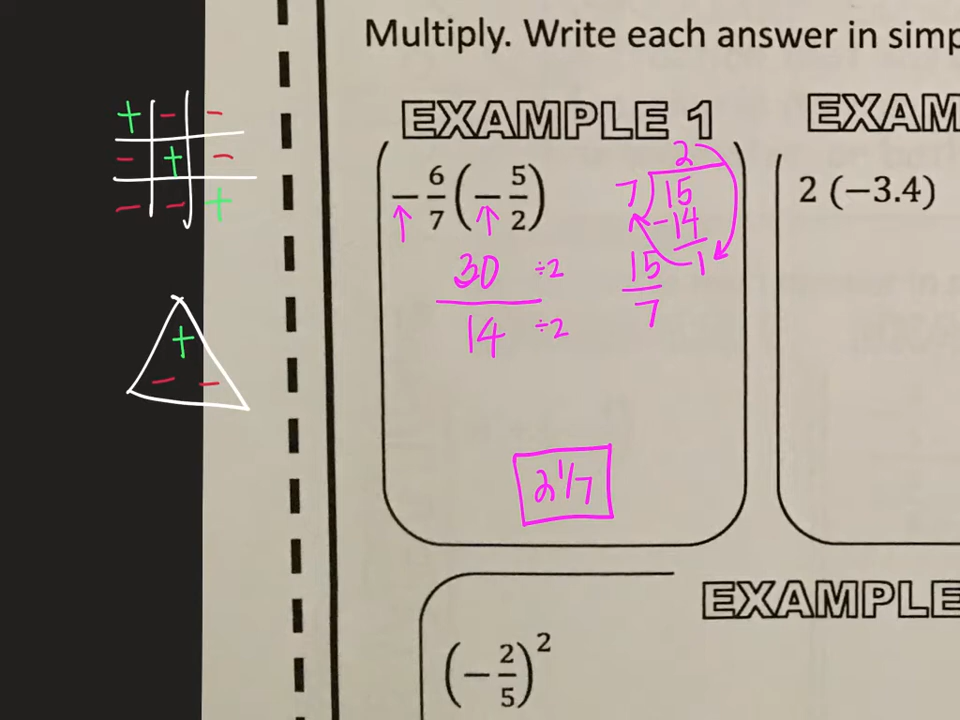 Multiply. Write each answer in simp
EXAMPLE 1
EXAM
+ - -
- + -
- - +
+
- -
-6/7 (-5/2)
2
7 15
-14
-1
30 ÷2
14 ÷2
15
7
2 1/7
2 (-3.4)
EXAMPLE
(-2/5)^2